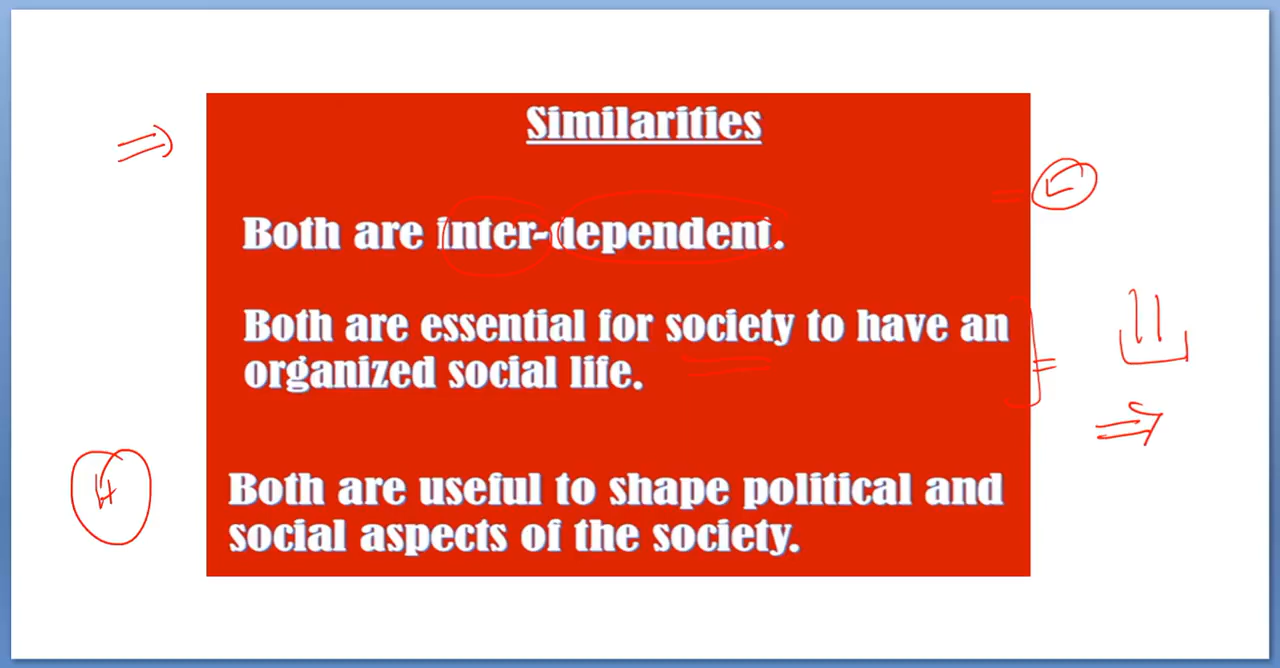 Similarities
Both are inter-dependent.
Both are essential for society to have an
organized social life.
Both are useful to shape political and
social aspects of the society.